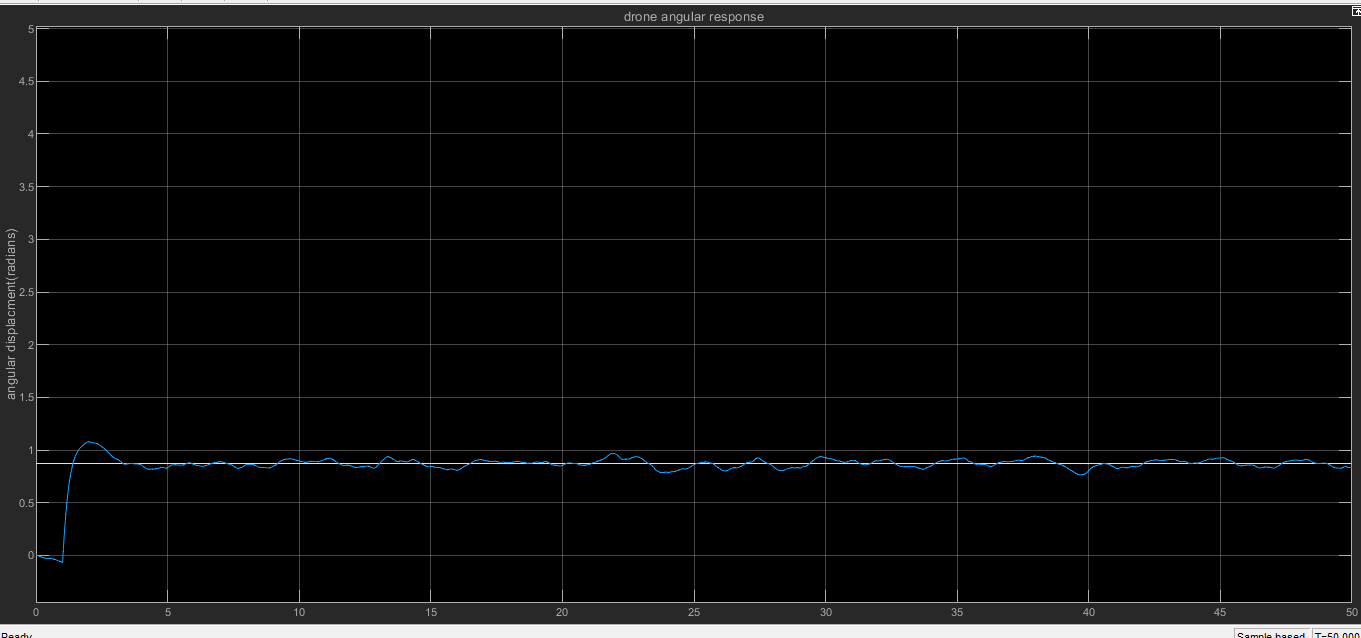 drone angular response
angular displacment(radians)
5
4.5
4
3.5
3
2.5
2
1.5
1
0.5
0
0 5 10 15 20 25 30 35 40 45 50
Ready Sample based T=50.000